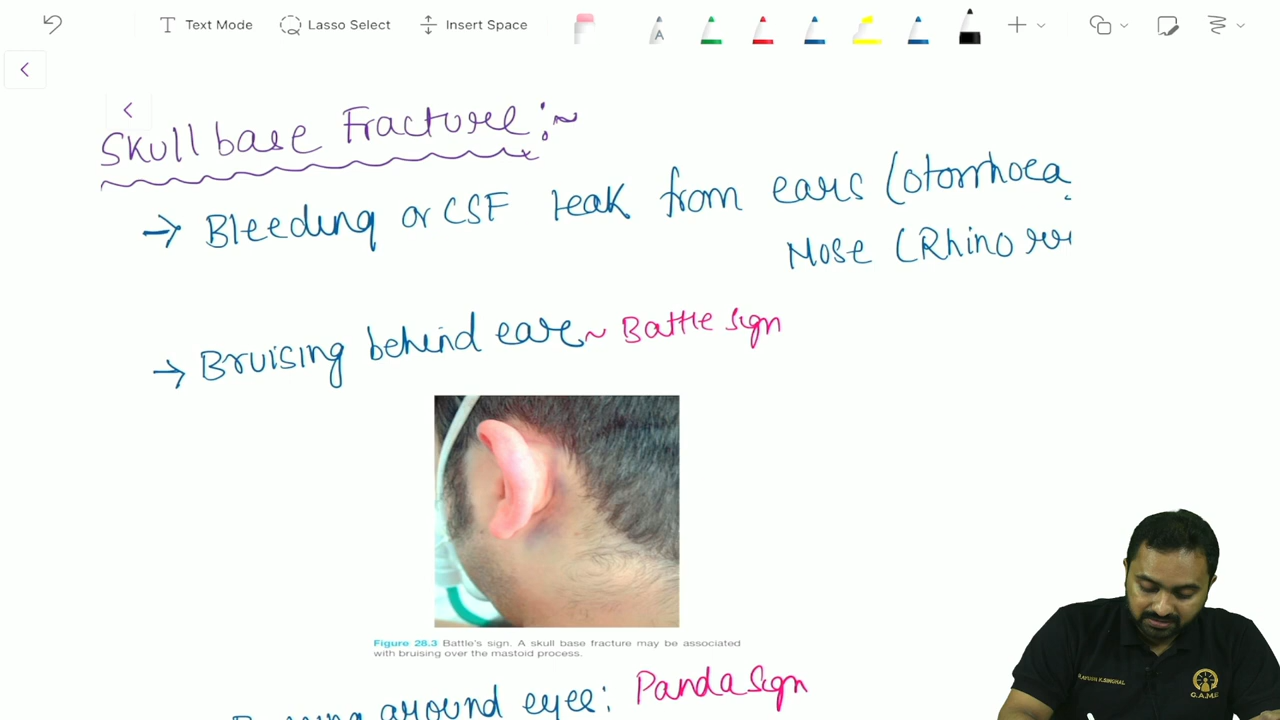 Text Mode Lasso Select Insert Space
A
Skull base Fracture :~
→ Bleeding or CSF leak from ears (otorrhoea
Nose (Rhino
→ Bruising behind ear ~ Battle sign
Figure 28.3 Battle's sign. A skull base fracture may be associated
with bruising over the mastoid process.
around eyes: Panda Sign
G.A.M.E